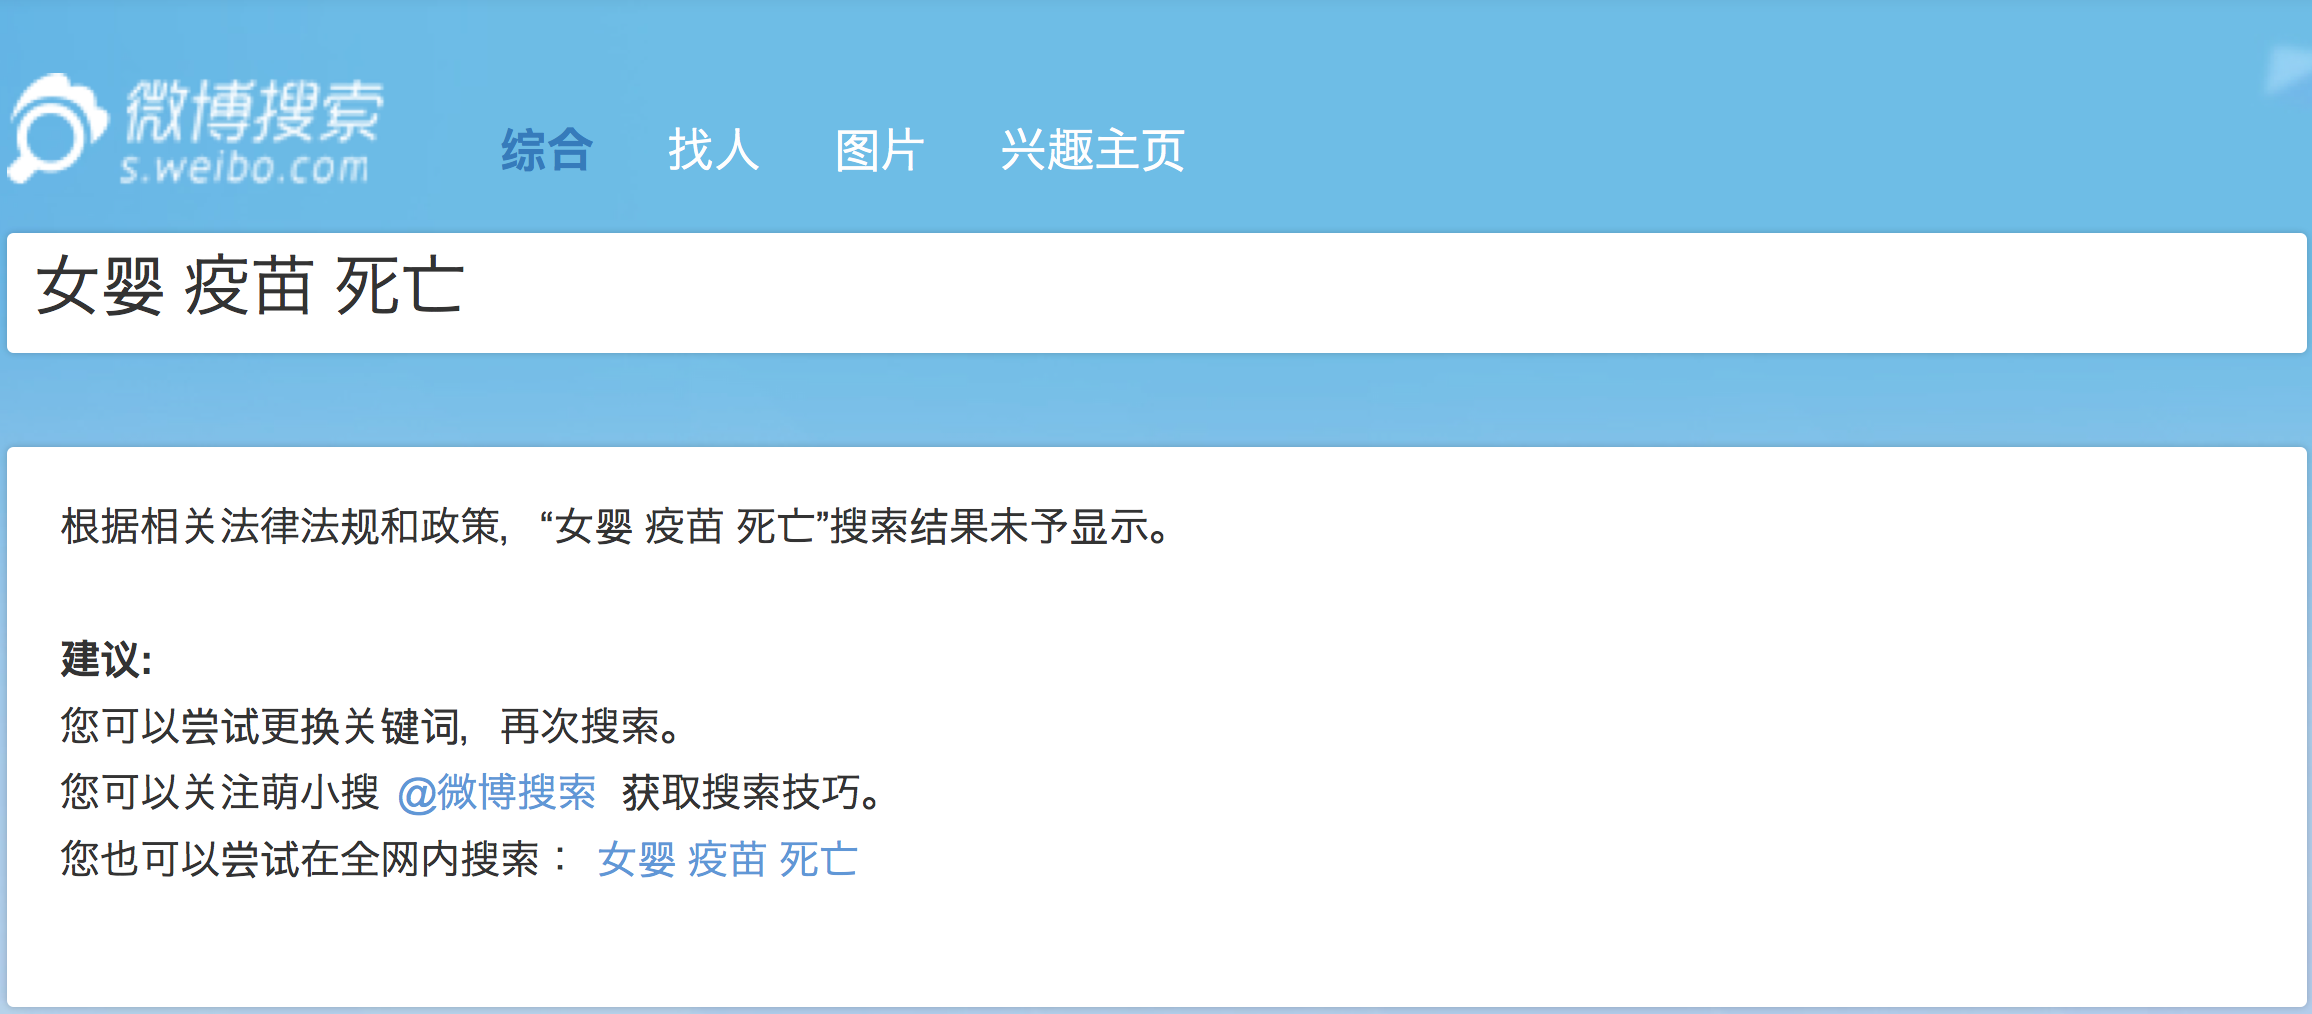 微博搜索
s.weibo.com
综合 找人 图片 兴趣主页
女婴 疫苗 死亡
根据相关法律法规和政策，“女婴 疫苗 死亡”搜索结果未予显示。
建议:
您可以尝试更换关键词，再次搜索。
您可以关注萌小搜 @微博搜索 获取搜索技巧。
您也可以尝试在全网内搜索： 女婴 疫苗 死亡